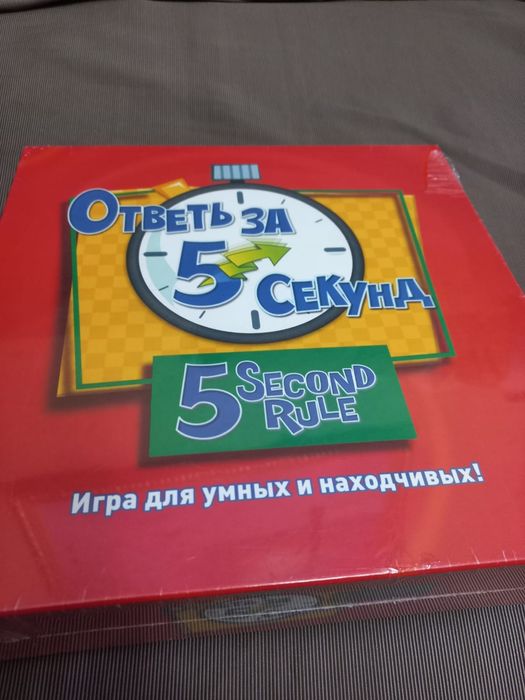 Ответь за
5 секунд
5 Second
Rule
Игра для умных и находчивых!